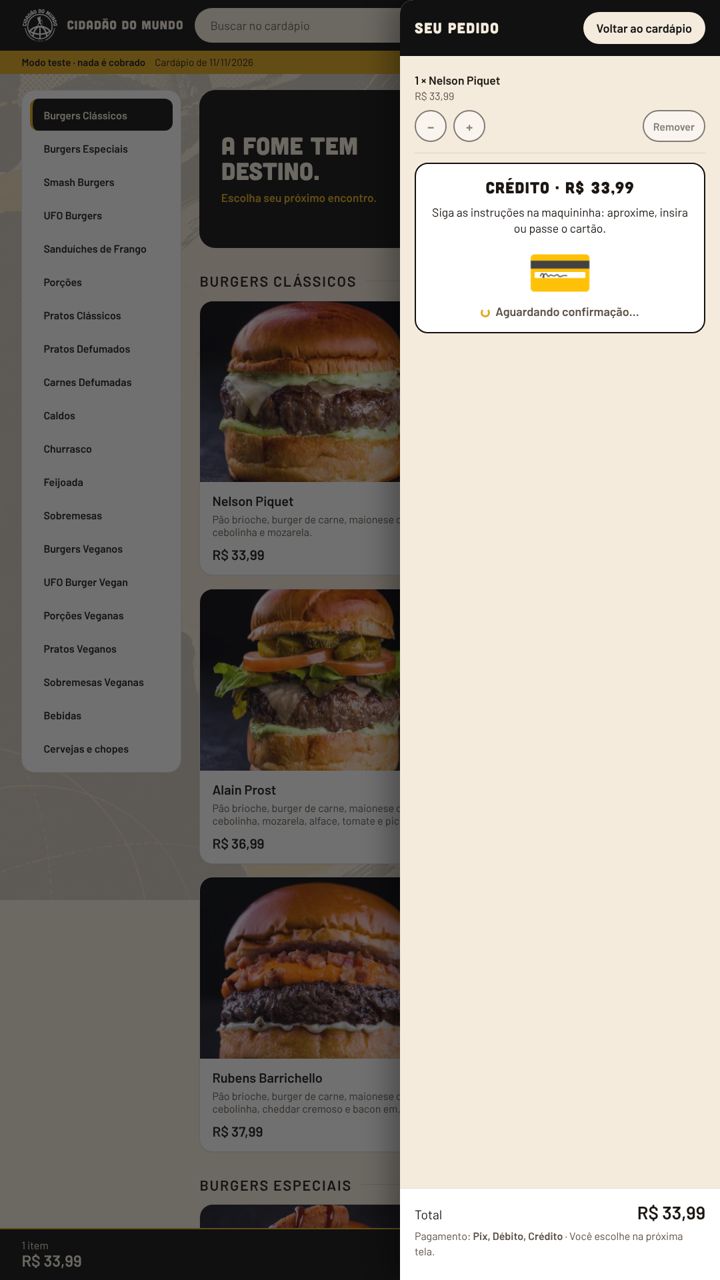 CIDADÃO DO MUNDO
CIDADÃO DO MUNDO
Buscar no cardápio
Modo teste · nada é cobrado Cardápio de 11/11/2026
Burgers Clássicos
Burgers Especiais
Smash Burgers
UFO Burgers
Sanduíches de Frango
Porções
Pratos Clássicos
Pratos Defumados
Carnes Defumadas
Caldos
Churrasco
Feijoada
Sobremesas
Burgers Veganos
UFO Burger Vegan
Porções Veganas
Pratos Veganos
Sobremesas Veganas
Bebidas
Cervejas e chopes
A FOME TEM
DESTINO.
Escolha seu próximo encontro.
BURGERS CLÁSSICOS
Nelson Piquet
Pão brioche, burger de carne, maionese
cebolinha e mozarela.
R$ 33,99
Alain Prost
Pão brioche, burger de carne, maionese
cebolinha, mozarela, alface, tomate e
R$ 36,99
Rubens Barrichello
Pão brioche, burger de carne, maionese
cebolinha, cheddar cremoso e bacon em
R$ 37,99
BURGERS ESPECIAIS
1 item
R$ 33,99
SEU PEDIDO
Voltar ao cardápio
1 × Nelson Piquet
R$ 33,99
− + Remover
CRÉDITO · R$ 33,99
Siga as instruções na maquininha: aproxime, insira
ou passe o cartão.
Aguardando confirmação...
Total R$ 33,99
Pagamento: Pix, Débito, Crédito · Você escolhe na próxima
tela.